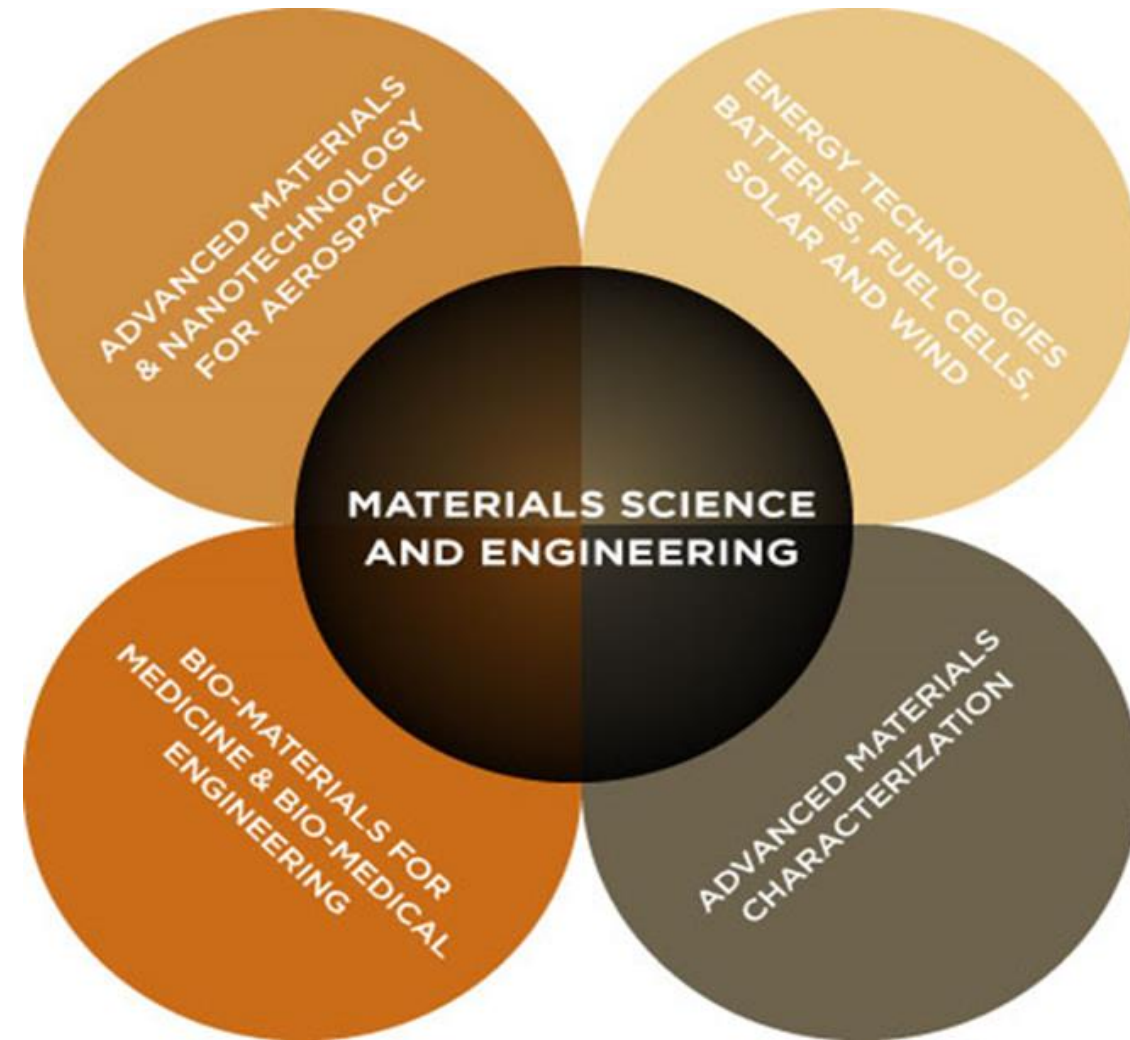 ADVANCED MATERIALS
& NANOTECHNOLOGY
FOR AEROSPACE
ENERGY TECHNOLOGIES
BATTERIES, FUEL CELLS,
SOLAR AND WIND
MATERIALS SCIENCE
AND ENGINEERING
BIO-MATERIALS FOR
MEDICINE & BIO-MEDICAL
ENGINEERING
ADVANCED MATERIALS
CHARACTERIZATION